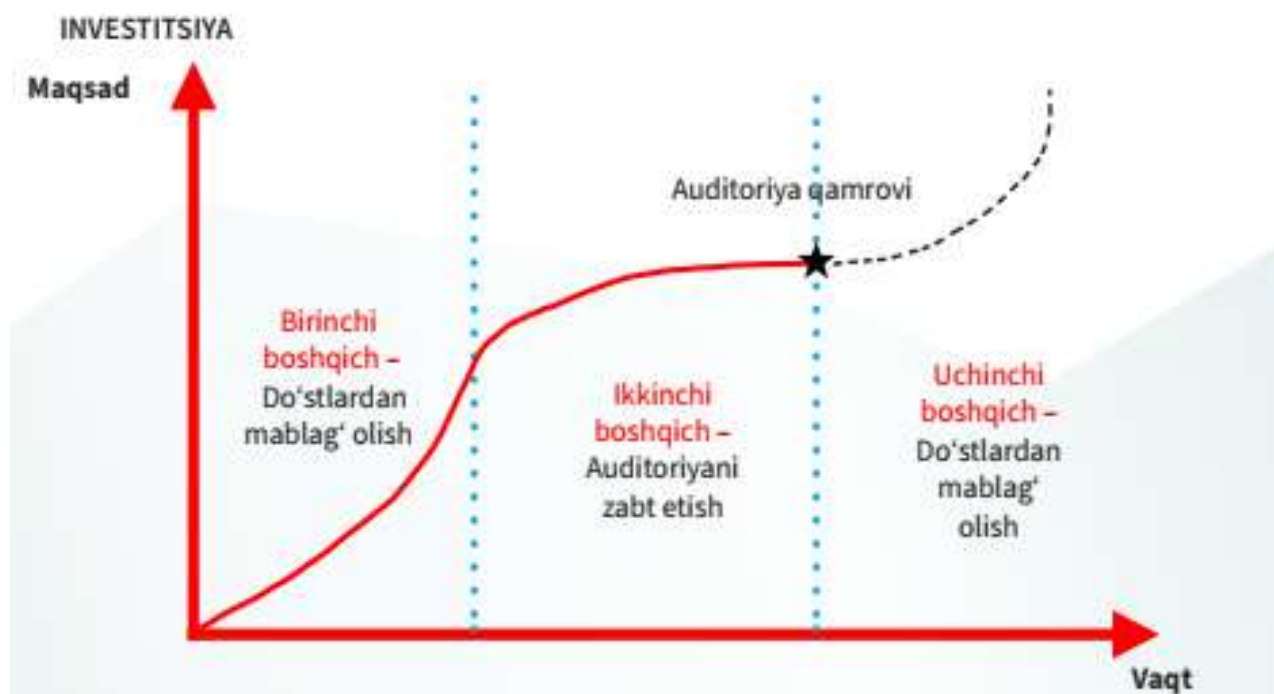 INVESTITSIYA
Maqsad
Auditoriya qamrovi
Birinchi
boshqich –
Do‘stlardan
mablag‘ olish
Ikkinchi
boshqich –
Auditoriyani
zabt etish
Uchinchi
boshqich –
Do‘stlardan
mablag‘
olish
Vaqt